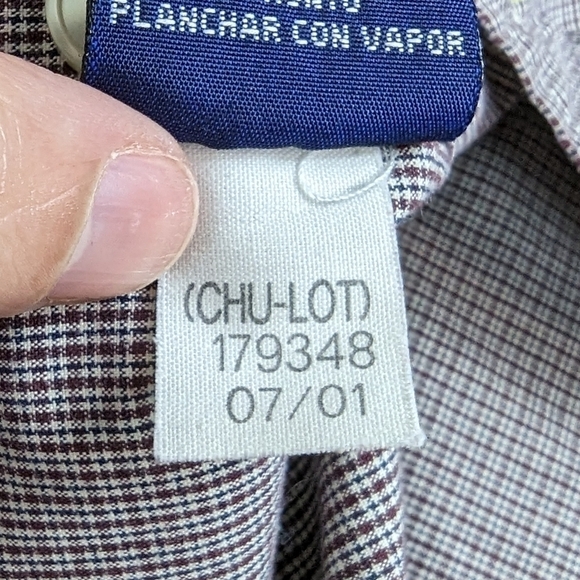 PLANCHAR CON VAPOR
(CHU-LOT)
179348
07/01